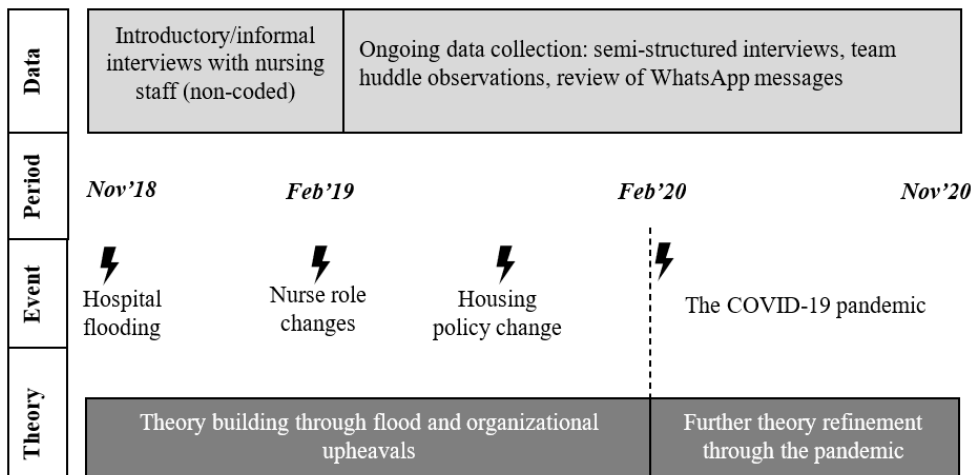 Data
Introductory/informal
interviews with nursing
staff (non-coded)
Ongoing data collection: semi-structured interviews, team
huddle observations, review of WhatsApp messages
Period
Nov’18
Feb’19
Feb’20
Nov’20
Event
Hospital
flooding
Nurse role
changes
Housing
policy change
The COVID-19 pandemic
Theory
Theory building through flood and organizational
upheavals
Further theory refinement
through the pandemic